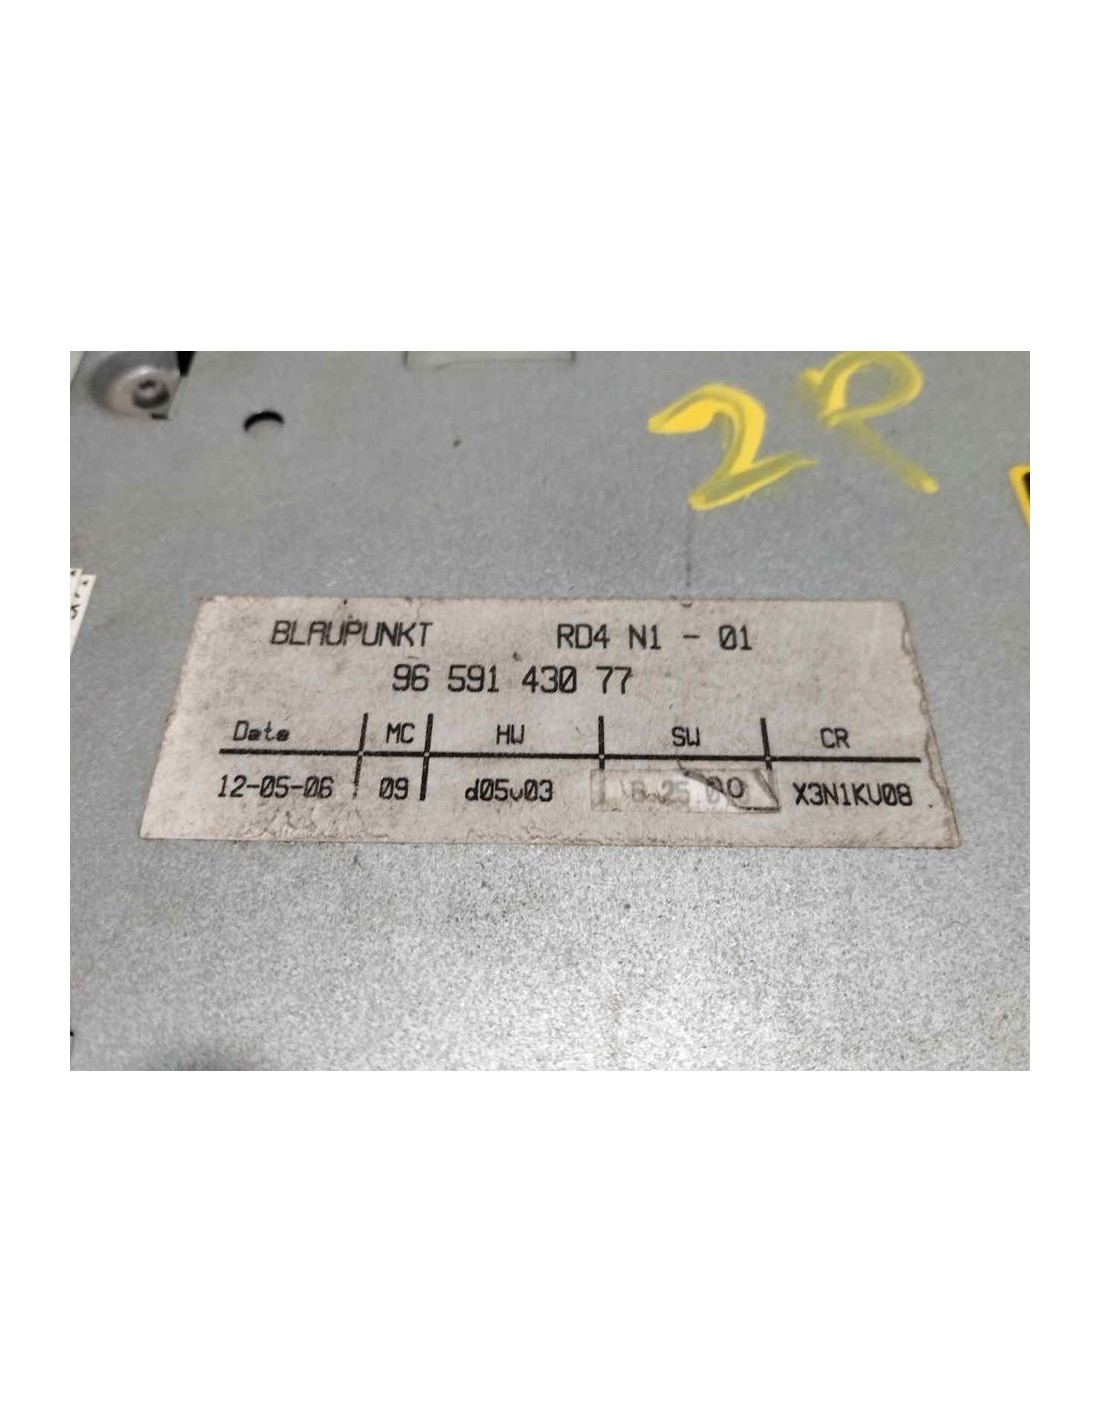 2P
BLAUPUNKT RD4 N1 - 01
96 591 430 77
Date MC HW SW CR
12-05-06 09 d05v03 X3N1KV08